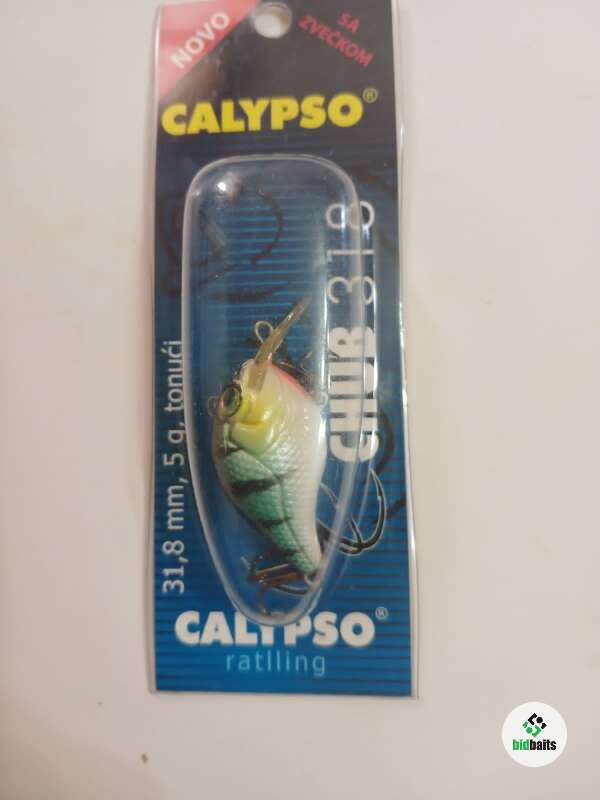 NOVO
SA
ZVEČKOM
CALYPSO®
CHUB 318
31,8 mm, 5 g, tonući
CALYPSO®
ratlling
bidbaits